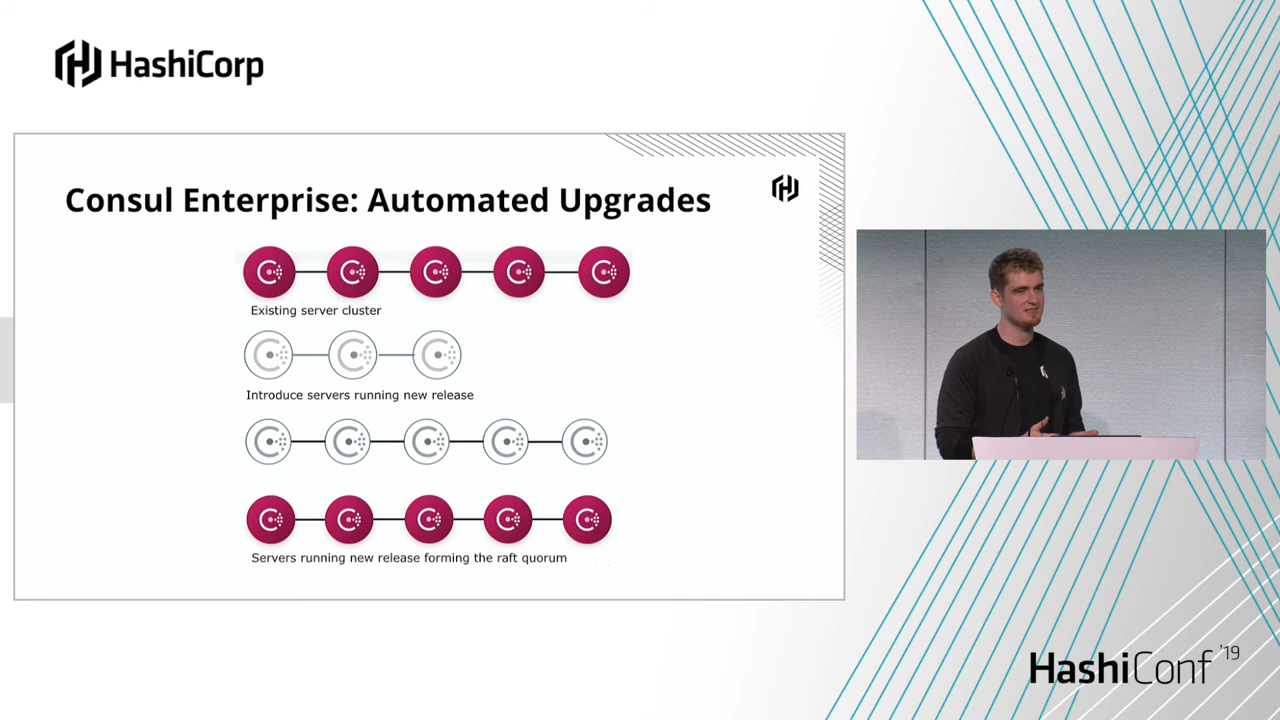 HashiCorp
Consul Enterprise: Automated Upgrades
Existing server cluster
Introduce servers running new release
Servers running new release forming the raft quorum
HashiConf '19